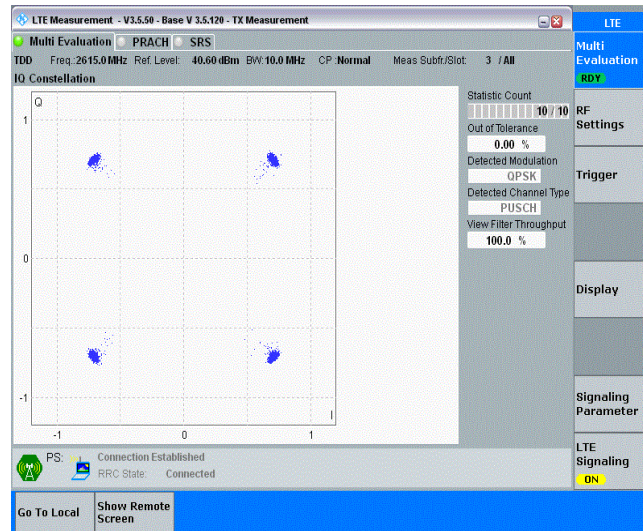 LTE Measurement - V3.5.50 - Base V 3.5.120 - TX Measurement
LTE
Multi Evaluation PRACH SRS
TDD Freq.:2615.0 MHz Ref. Level: 40.60 dBm BW:10.0 MHz CP :Normal Meas Subfr./Slot: 3 / All
IQ Constellation
Q
1
0
-1
-1 0 1
I
Statistic Count
10 / 10
Out of Tolerance
0.00 %
Detected Modulation
QPSK
Detected Channel Type
PUSCH
View Filter Throughput
100.0 %
PS: Connection Established
RRC State: Connected
Multi
Evaluation
RDY
RF
Settings
Trigger
Display
Signaling
Parameter
LTE
Signaling
ON
Go To Local
Show Remote
Screen